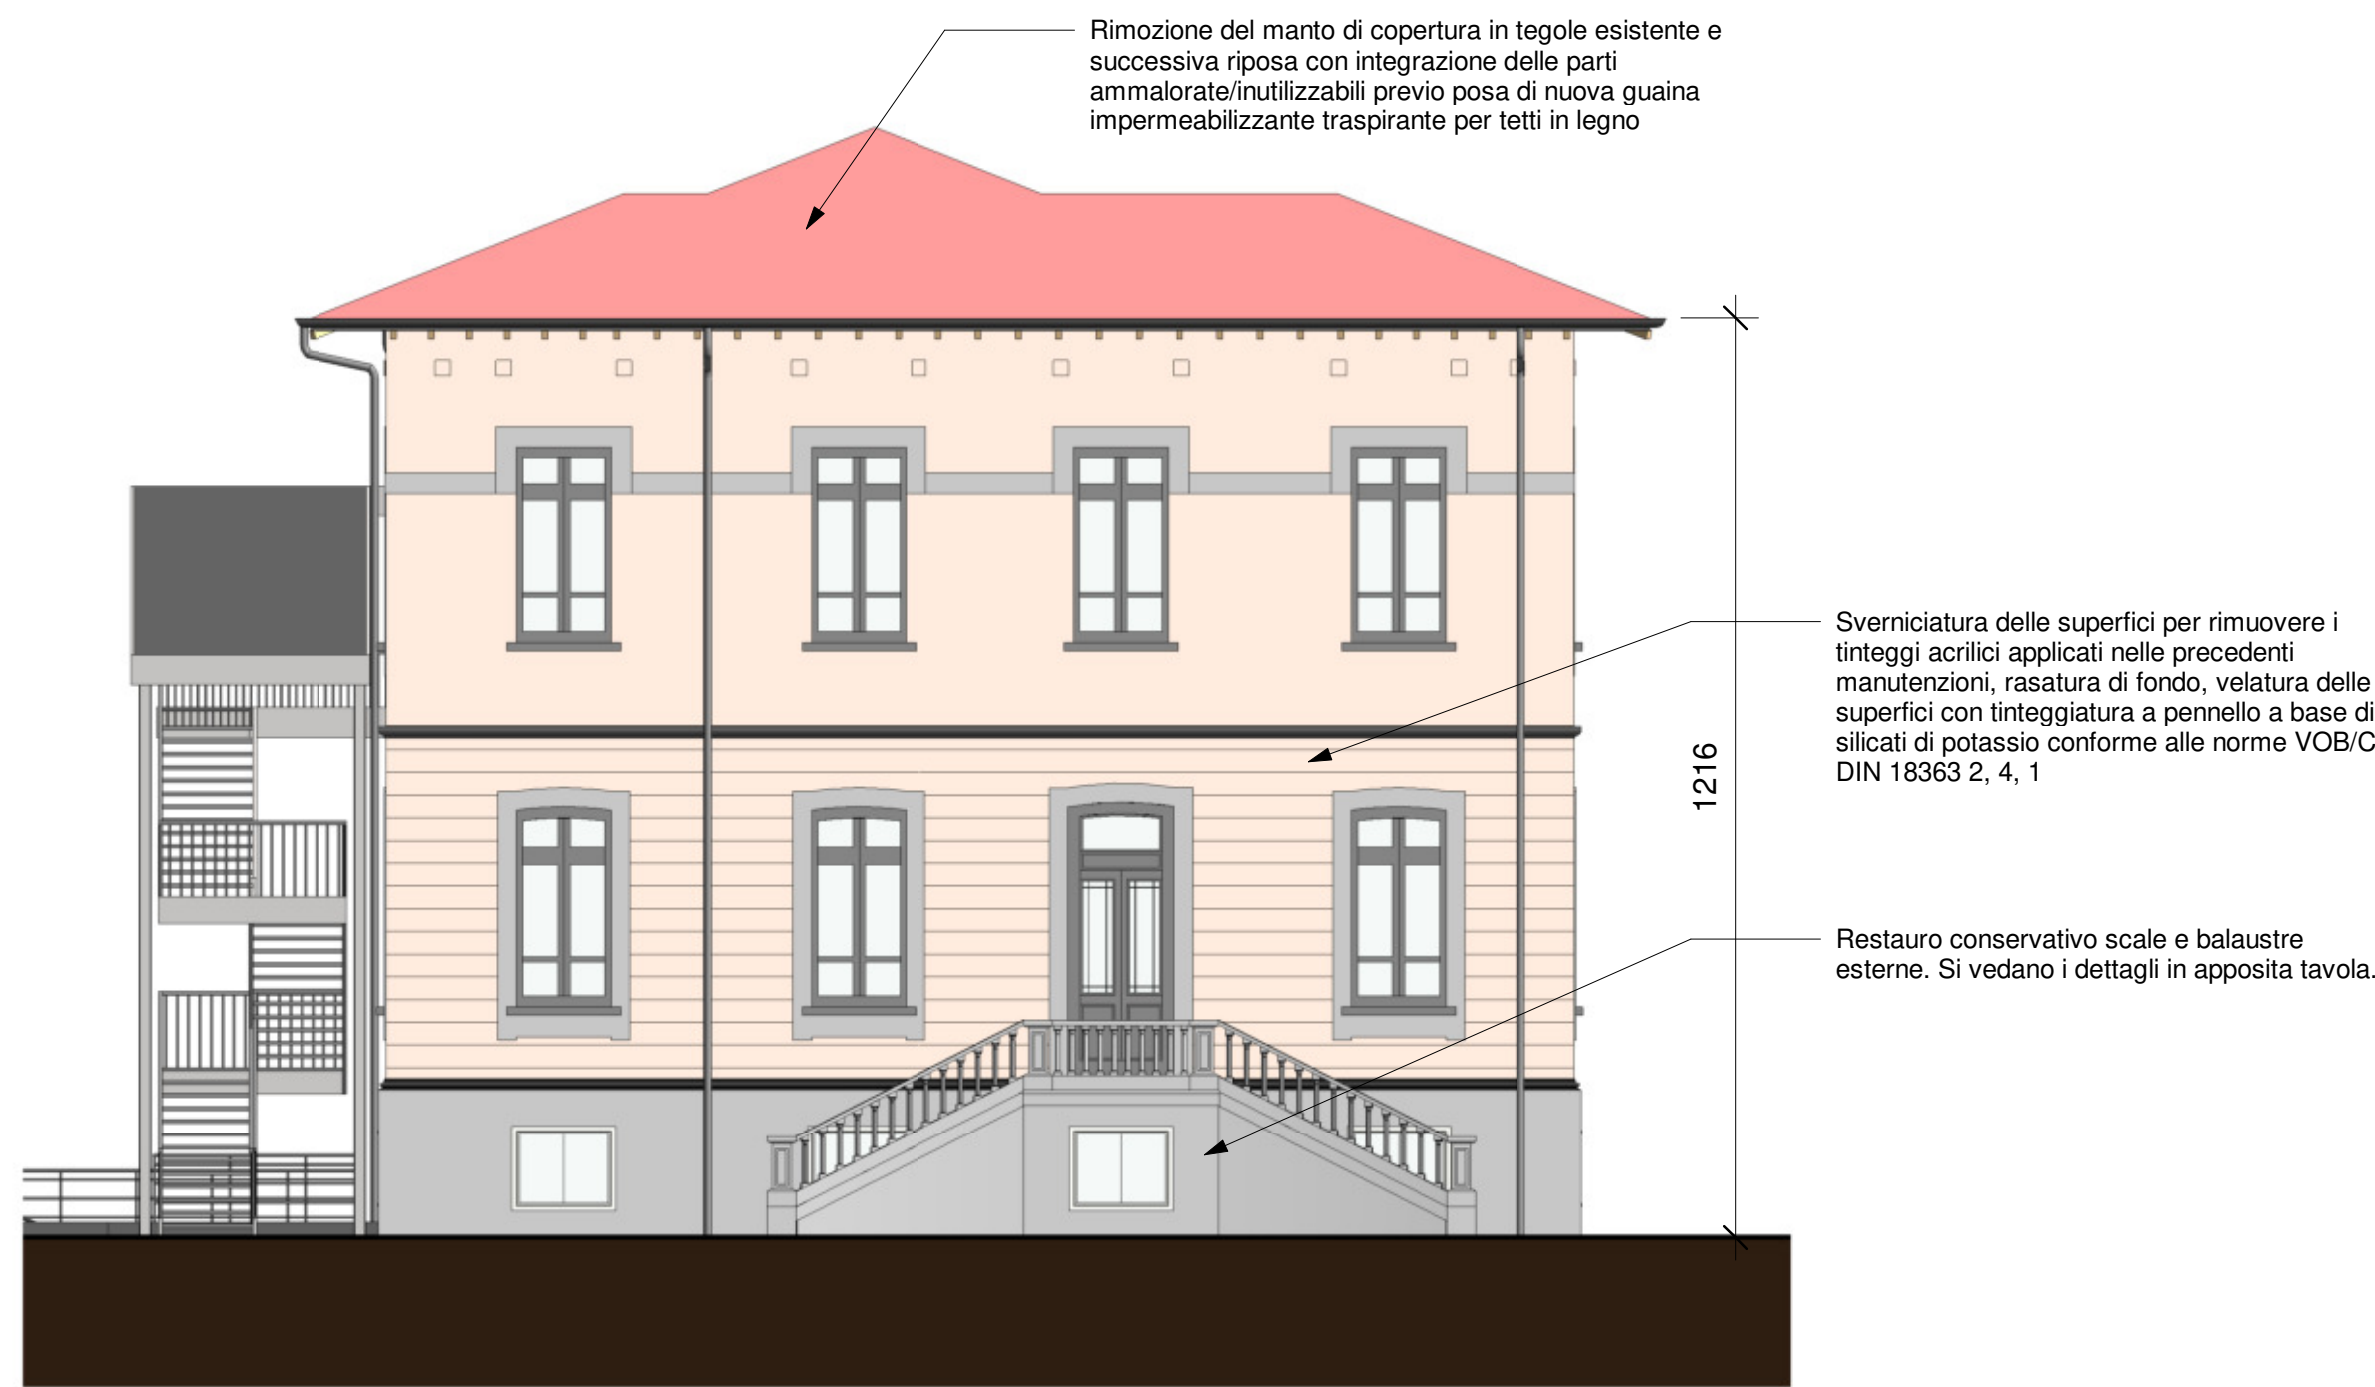 Rimozione del manto di copertura in tegole esistente e
successiva riposa con integrazione delle parti
ammalorate/inutilizzabili previo posa di nuova guaina
impermeabilizzante traspirante per tetti in legno
Sverniciatura delle superfici per rimuovere i
tinteggi acrilici applicati nelle precedenti
manutenzioni, rasatura di fondo, velatura delle
superfici con tinteggiatura a pennello a base di
silicati di potassio conforme alle norme VOB/C
DIN 18363 2, 4, 1
1216
Restauro conservativo scale e balaustre
esterne. Si vedano i dettagli in apposita tavola.